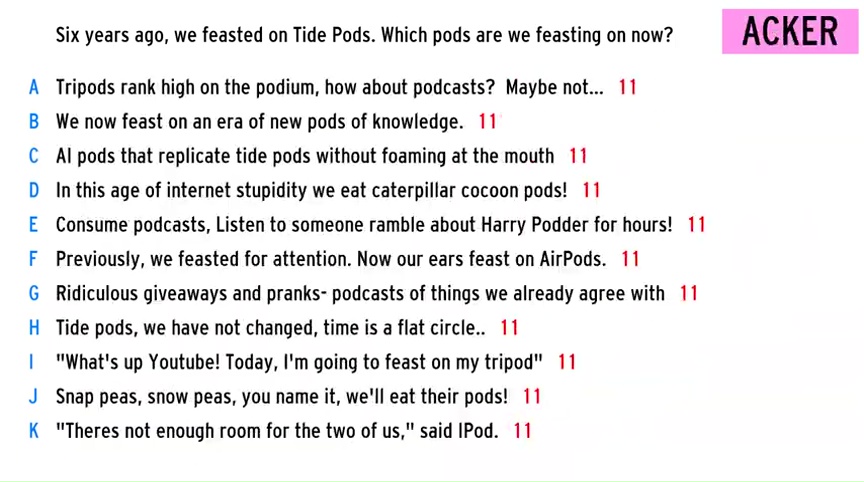 Six years ago, we feasted on Tide Pods. Which pods are we feasting on now?
ACKER
A Tripods rank high on the podium, how about podcasts? Maybe not... 11
B We now feast on an era of new pods of knowledge. 11
C AI pods that replicate tide pods without foaming at the mouth 11
D In this age of internet stupidity we eat caterpillar cocoon pods! 11
E Consume podcasts, Listen to someone ramble about Harry Podder for hours! 11
F Previously, we feasted for attention. Now our ears feast on AirPods. 11
G Ridiculous giveaways and pranks- podcasts of things we already agree with 11
H Tide pods, we have not changed, time is a flat circle.. 11
I "What's up Youtube! Today, I'm going to feast on my tripod" 11
J Snap peas, snow peas, you name it, we'll eat their pods! 11
K "Theres not enough room for the two of us," said IPod. 11